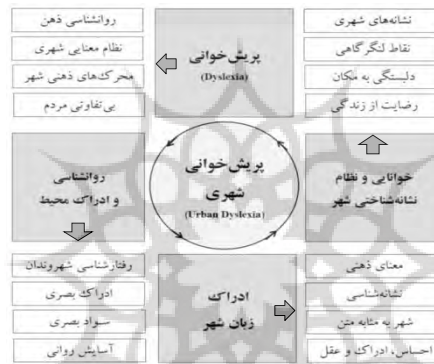 نشانه‌های شهری
نقاط لنگرگاهی
دلبستگی به مکان
رضایت از زندگی
پریش‌خوانی
(Dyslexia)
روانشناسی ذهن
نظام معنایی شهری
محرک‌های ذهنی شهر
بی‌تفاوتی مردم
خوانایی و نظام
نشانه‌شناختی شهر
پریش‌خوانی
شهری
(Urban Dyslexia)
روانشناسی
و ادراک محیط
معنای ذهنی
نشانه‌شناسی
شهر به مثابه متن
احساس، ادراک و عقل
ادراک
زبان شهر
رفتارشناسی شهروندان
ادراک بصری
سواد بصری
آسایش روانی